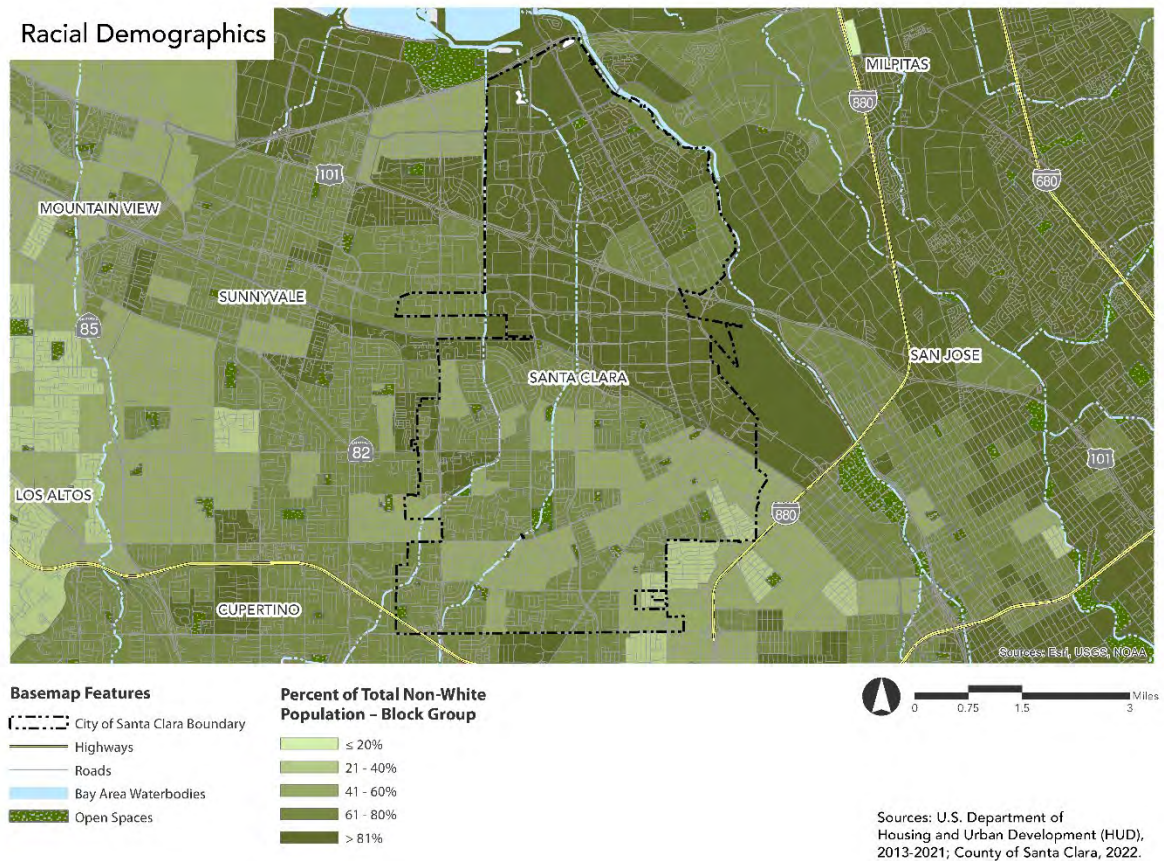 Racial Demographics
MILPITAS
880
101
680
MOUNTAIN VIEW
SUNNYVALE
85
SAN JOSE
SANTA CLARA
82
101
LOS ALTOS
880
CUPERTINO
Sources: Esri, USGS, NOAA
Basemap Features
City of Santa Clara Boundary
Highways
Roads
Bay Area Waterbodies
Open Spaces
Percent of Total Non-White
Population – Block Group
≤ 20%
21 - 40%
41 - 60%
61 - 80%
> 81%
Miles
0 0.75 1.5 3
Sources: U.S. Department of
Housing and Urban Development (HUD),
2013-2021; County of Santa Clara, 2022.